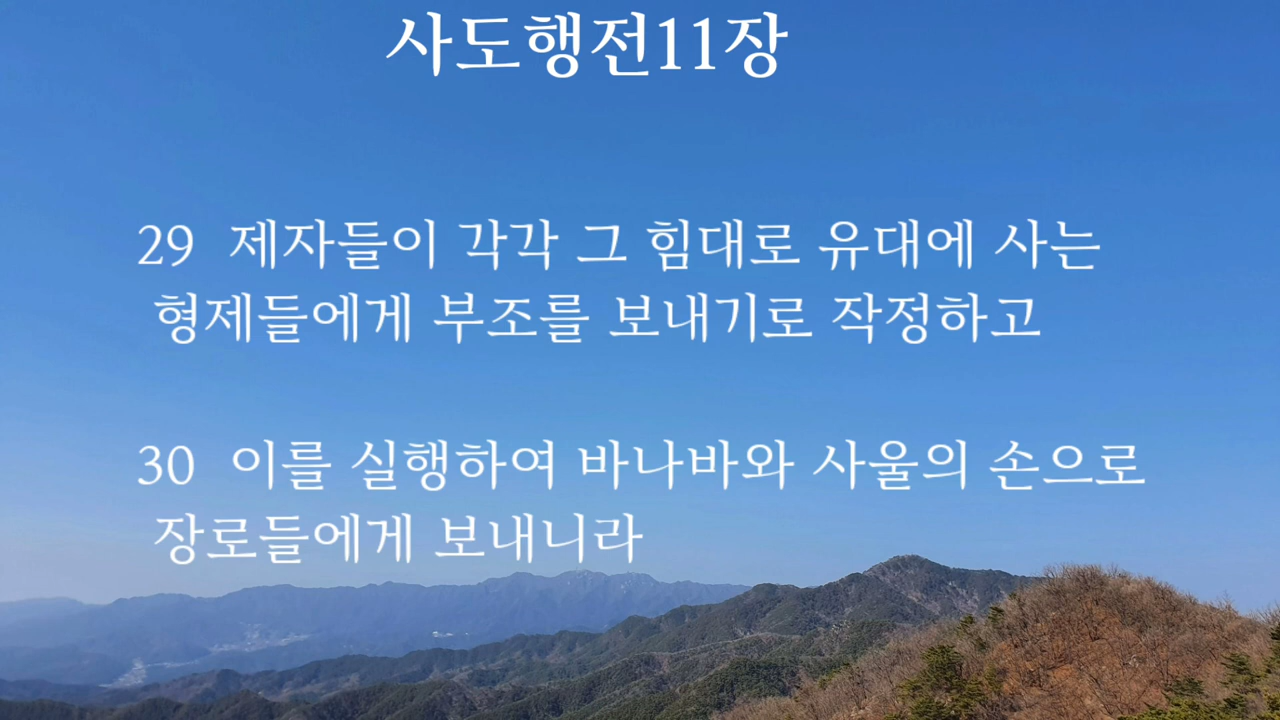 사도행전11장
29 제자들이 각각 그 힘대로 유대에 사는
형제들에게 부조를 보내기로 작정하고
30 이를 실행하여 바나바와 사울의 손으로
장로들에게 보내니라